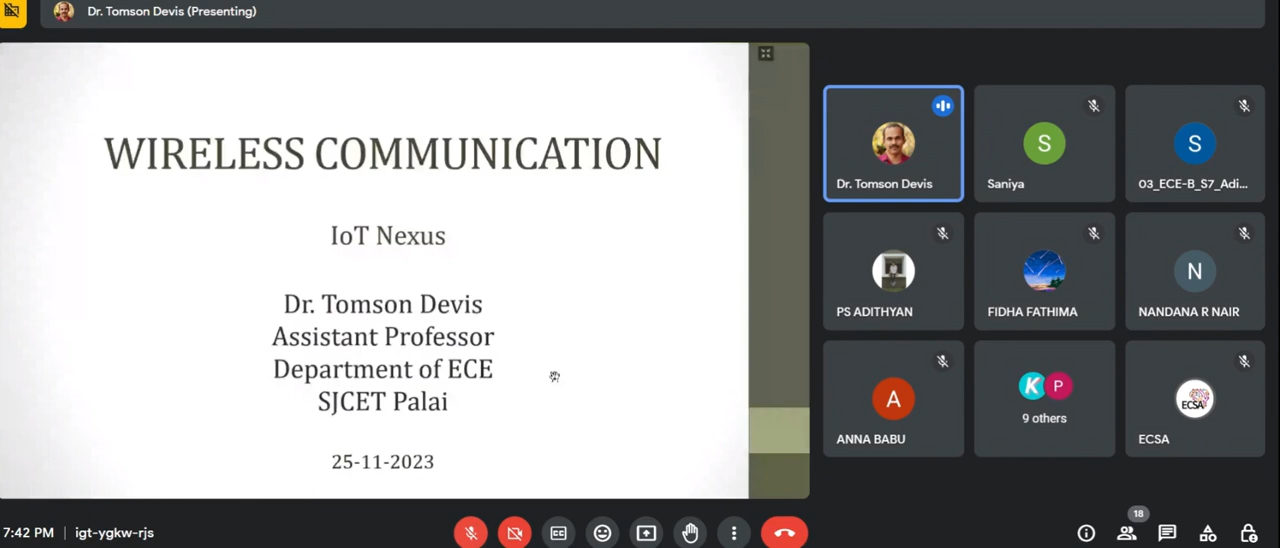 Dr. Tomson Devis (Presenting)
WIRELESS COMMUNICATION
IoT Nexus
Dr. Tomson Devis
Assistant Professor
Department of ECE
SJCET Palai
25-11-2023
Dr. Tomson Devis
S
Saniya
S
03_ECE-B_S7_Adi...
PS ADITHYAN
FIDHA FATHIMA
N
NANDANA R NAIR
A
ANNA BABU
K P
9 others
ECSA
ECSA
7:42 PM | igt-ygkw-rjs
CC
18